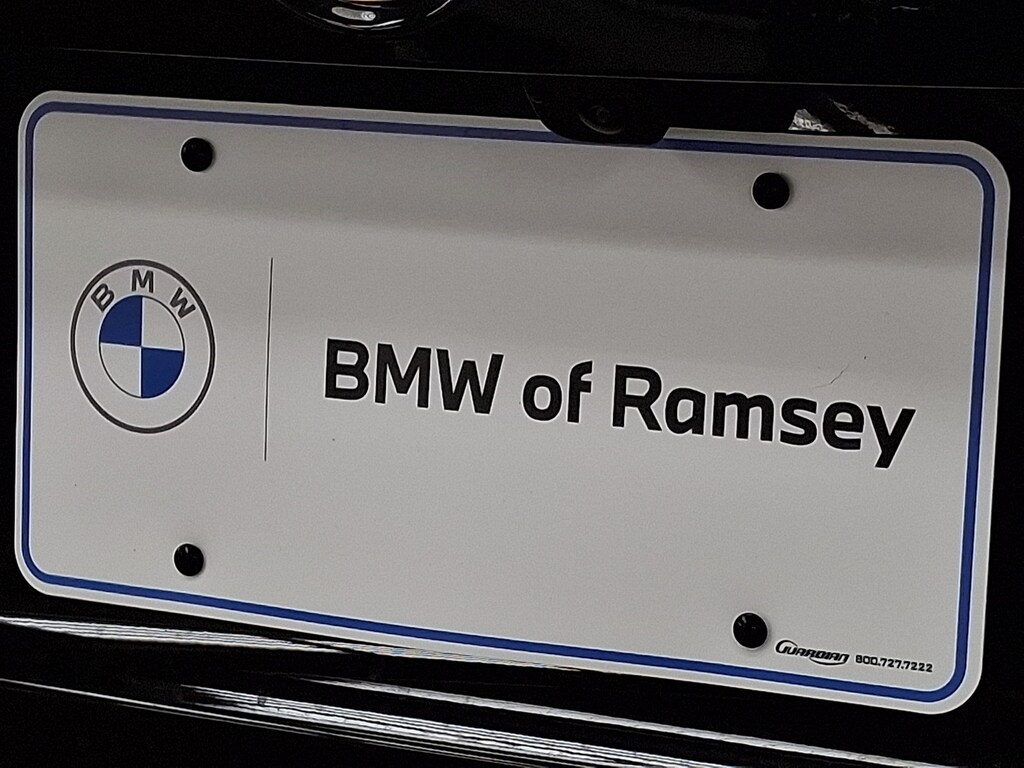 BMW
BMW of Ramsey
GUARDIAN 800.727.7222